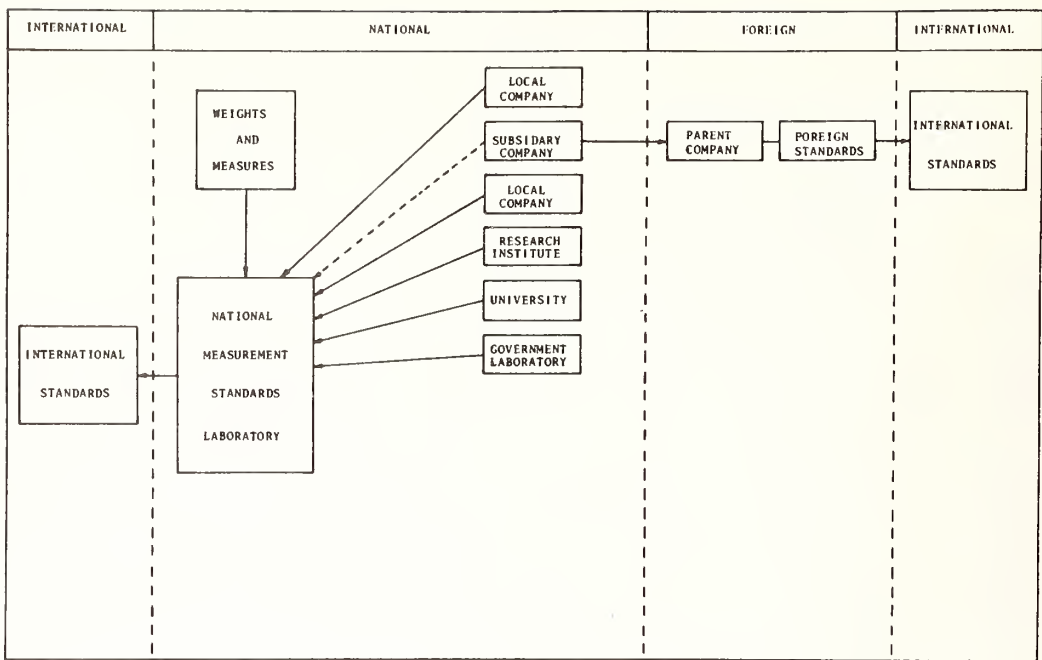 INTERNATIONAL
NATIONAL
FOREIGN
INTERNATIONAL
WEIGHTS
AND
MEASURES
LOCAL
COMPANY
SUBSIDARY
COMPANY
LOCAL
COMPANY
RESEARCH
INSTITUTE
UNIVERSITY
GOVERNMENT
LABORATORY
PARENT
COMPANY
FOREIGN
STANDARDS
INTERNATIONAL
STANDARDS
NATIONAL
MEASUREMENT
STANDARDS
LABORATORY
INTERNATIONAL
STANDARDS